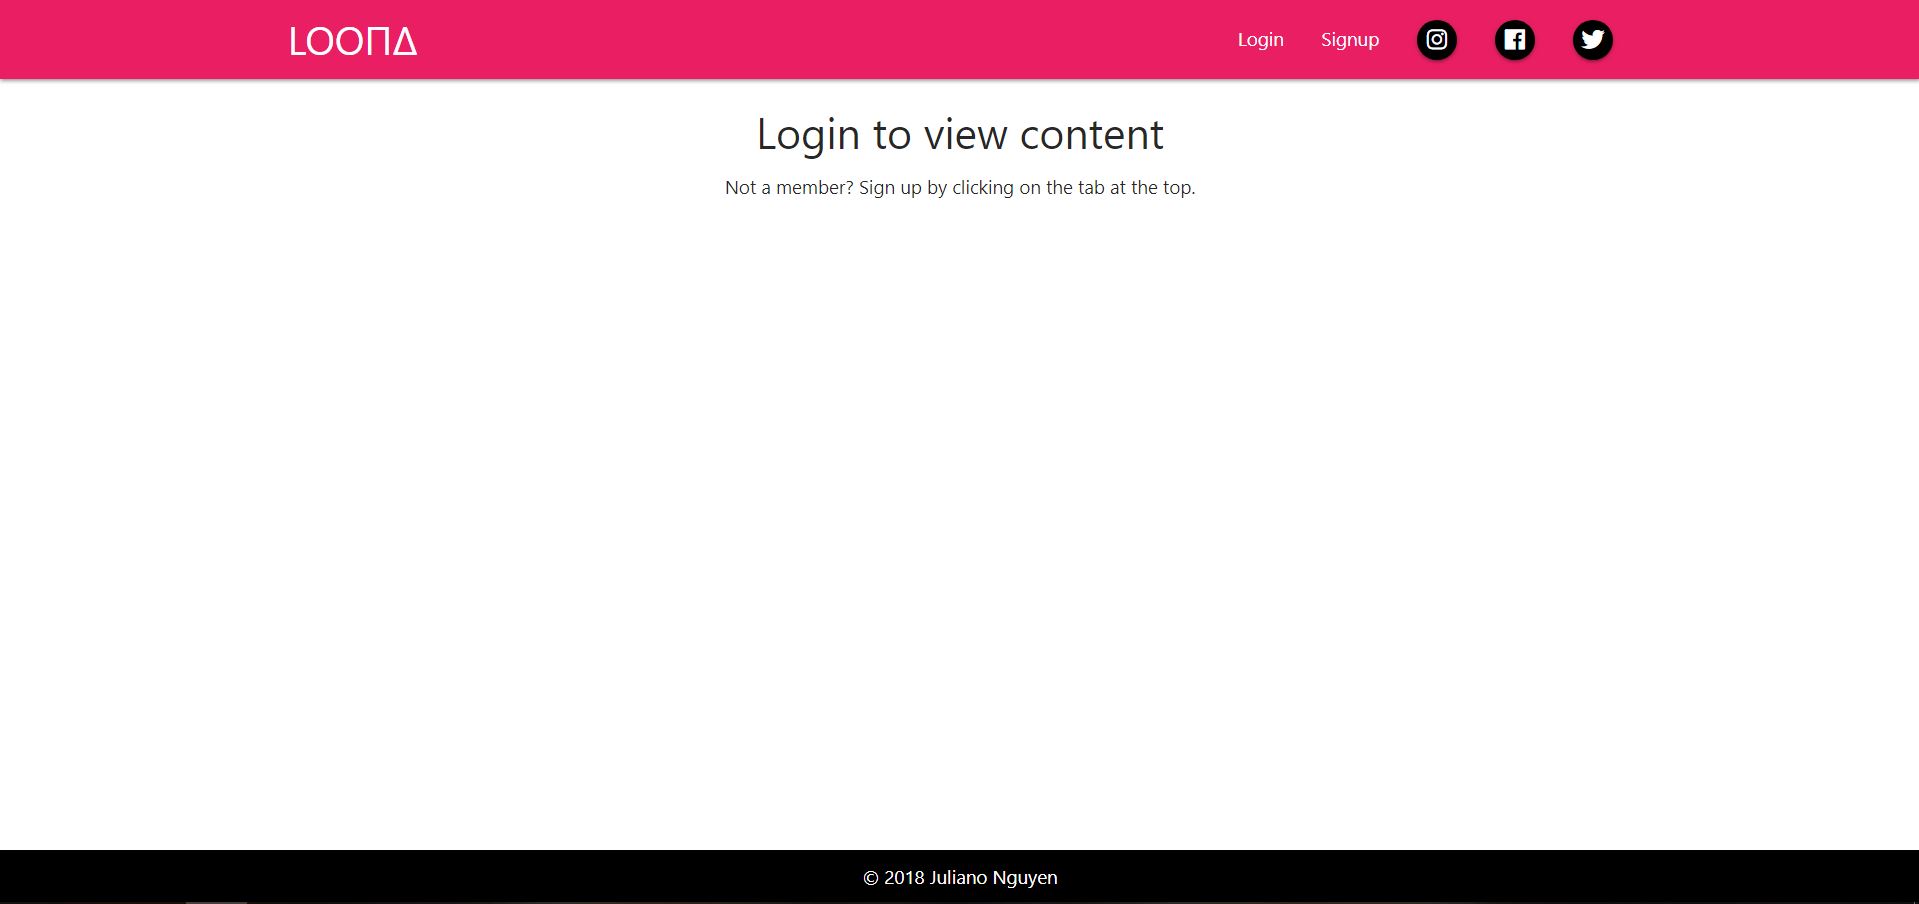 LOOΠΔ
Login Signup
Login to view content
Not a member? Sign up by clicking on the tab at the top.
© 2018 Juliano Nguyen